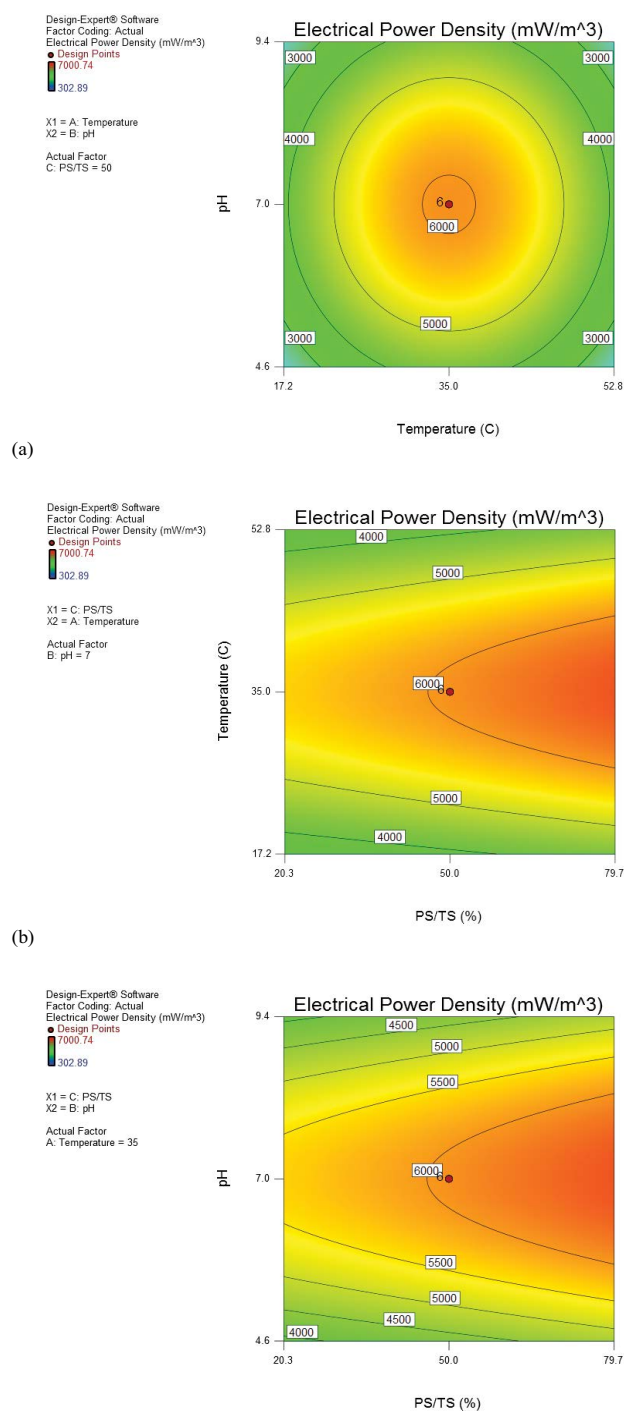 Design-Expert® Software
Factor Coding: Actual
Electrical Power Density (mW/m^3)
Design Points
7000.74
302.89
X1 = A: Temperature
X2 = B: pH
Actual Factor
C: PS/TS = 50
Electrical Power Density (mW/m^3)
9.4
7.0
4.6
pH
3000
3000
4000
4000
6
6000
5000
3000
3000
17.2
35.0
52.8
Temperature (C)
(a)
Design-Expert® Software
Factor Coding: Actual
Electrical Power Density (mW/m^3)
Design Points
7000.74
302.89
X1 = C: PS/TS
X2 = A: Temperature
Actual Factor
B: pH = 7
Electrical Power Density (mW/m^3)
52.8
35.0
17.2
Temperature (C)
4000
5000
6000
6
5000
4000
20.3
50.0
79.7
PS/TS (%)
(b)
Design-Expert® Software
Factor Coding: Actual
Electrical Power Density (mW/m^3)
Design Points
7000.74
302.89
X1 = C: PS/TS
X2 = B: pH
Actual Factor
A: Temperature = 35
Electrical Power Density (mW/m^3)
9.4
7.0
4.6
pH
4500
5000
5500
6000
6
5500
5000
4500
4000
20.3
50.0
79.7
PS/TS (%)